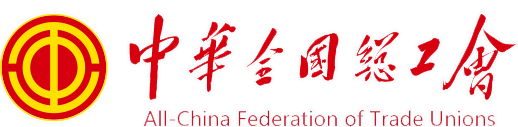 中華全國總工會
All-China Federation of Trade Unions